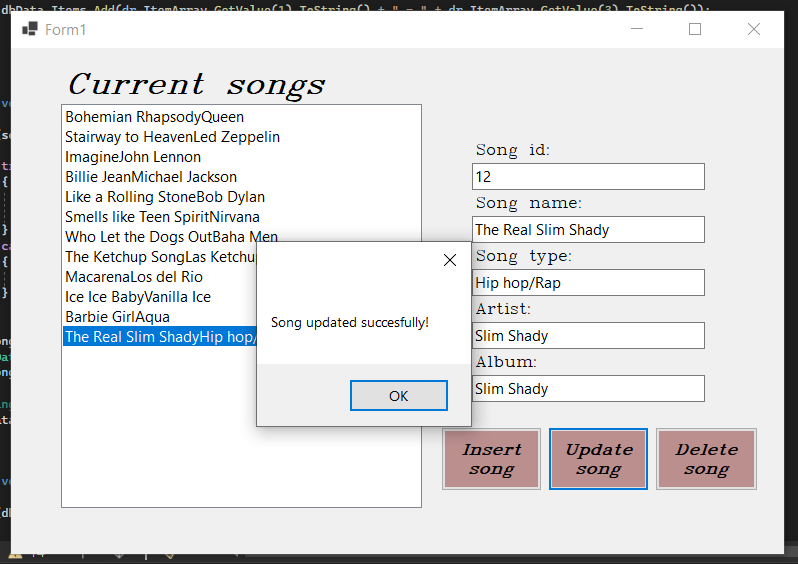 dbData.Items.Add(dr.ItemArray.GetValue(1).ToString() + " - " + dr.ItemArray.GetValue(3).ToString());
Form1
Current songs
Bohemian RhapsodyQueen
Stairway to HeavenLed Zeppelin
ImagineJohn Lennon
Billie JeanMichael Jackson
Like a Rolling StoneBob Dylan
Smells like Teen SpiritNirvana
Who Let the Dogs OutBaha Men
The Ketchup SongLas Ketchu
MacarenaLos del Rio
Ice Ice BabyVanilla Ice
Barbie GirlAqua
The Real Slim ShadyHip hop/
Song id:
12
Song name:
The Real Slim Shady
Song type:
Hip hop/Rap
Artist:
Slim Shady
Album:
Slim Shady
Song updated succesfully!
OK
Insert
song
Update
song
Delete
song